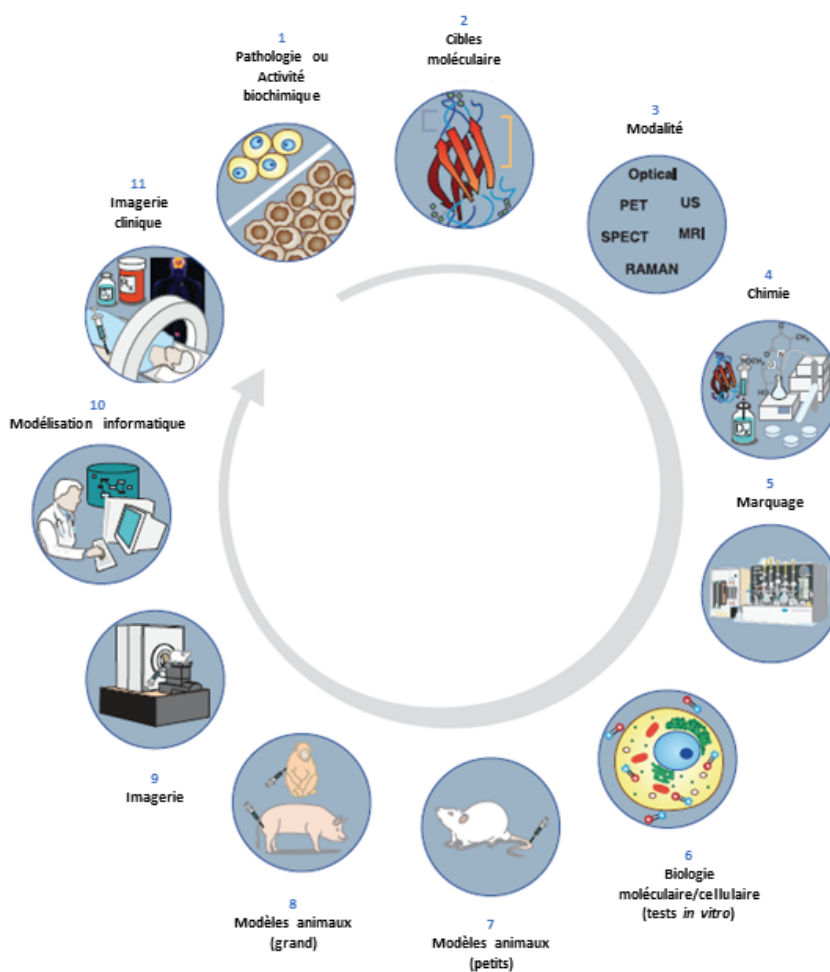 1
Pathologie ou
Activité
biochimique
2
Cibles
moléculaire
3
Modalité
Optical
PET US
SPECT MRI
RAMAN
4
Chimie
5
Marquage
6
Biologie
moléculaire/cellulaire
(tests in vitro)
7
Modèles animaux
(petits)
8
Modèles animaux
(grand)
9
Imagerie
10
Modélisation informatique
11
Imagerie
clinique